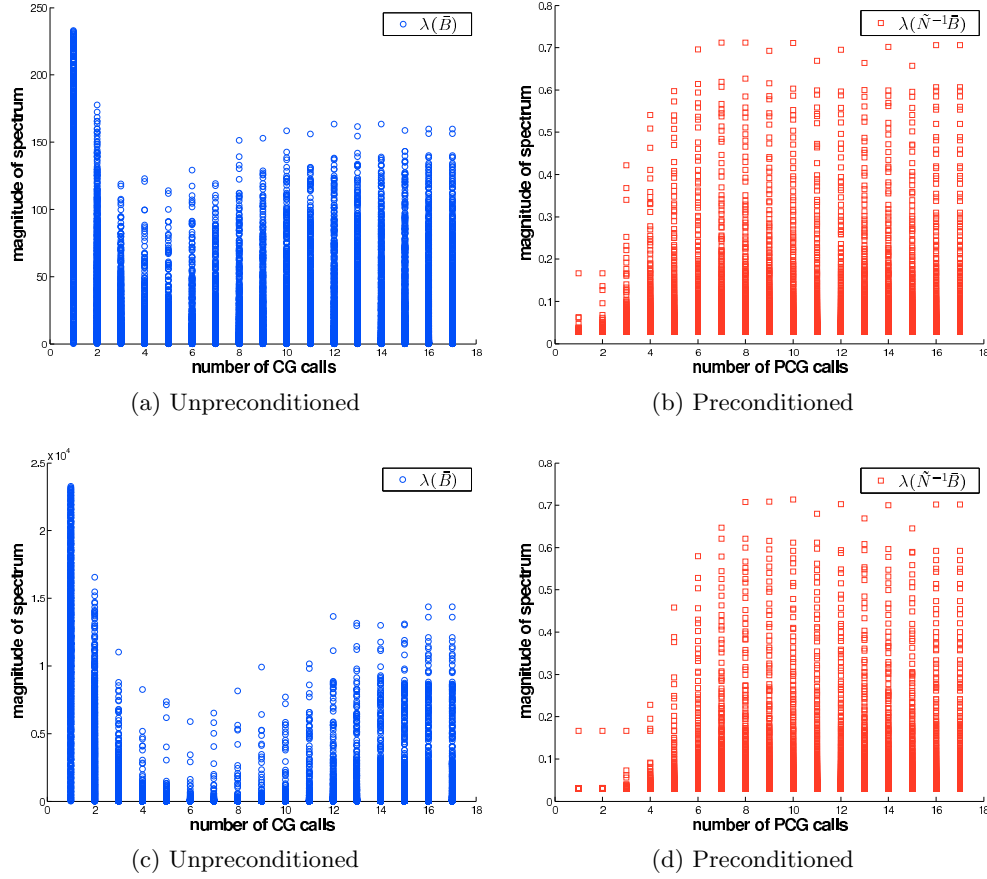 250
200
150
100
50
0
magnitude of spectrum
λ(B̄)
0 2 4 6 8 10 12 14 16 18
number of CG calls
(a) Unpreconditioned
0.8
0.7
0.6
0.5
0.4
0.3
0.2
0.1
0
magnitude of spectrum
λ(Ñ⁻¹B̄)
0 2 4 6 8 10 12 14 16 18
number of PCG calls
(b) Preconditioned
x 10⁴
2.5
2
1.5
1
0.5
0
magnitude of spectrum
λ(B̄)
0 2 4 6 8 10 12 14 16 18
number of CG calls
(c) Unpreconditioned
0.8
0.7
0.6
0.5
0.4
0.3
0.2
0.1
0
magnitude of spectrum
λ(Ñ⁻¹B̄)
0 2 4 6 8 10 12 14 16 18
number of PCG calls
(d) Preconditioned